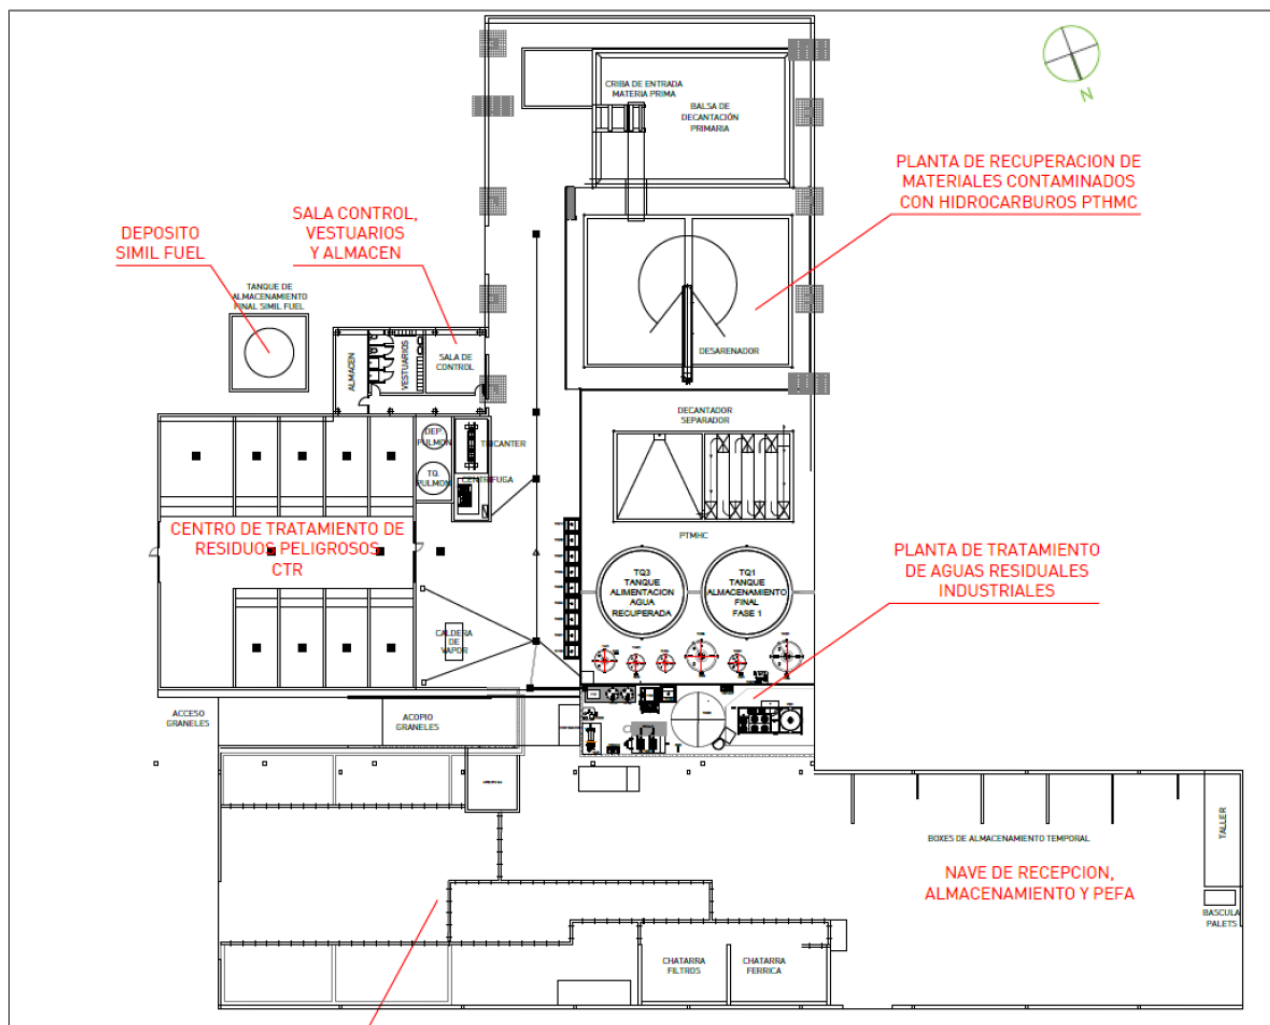 CRIBA DE ENTRADA
MATERIA PRIMA
BALSA DE
DECANTACIÓN
PRIMARIA
N
PLANTA DE RECUPERACION DE
MATERIALES CONTAMINADOS
CON HIDROCARBUROS PTHMC
SALA CONTROL,
VESTUARIOS
Y ALMACEN
DEPOSITO
SIMIL FUEL
TANQUE DE
ALMACENAMIENTO
FINAL SIMIL FUEL
ALMACEN
VESTUARIOS
SALA DE
CONTROL
DESARENADOR
DECANTADOR
SEPARADOR
DEP
PULMON
TRICANTER
TQ.
PULMON
CENTRIFUGA
CENTRO DE TRATAMIENTO DE
RESIDUOS PELIGROSOS
CTR
PTMHC
PLANTA DE TRATAMIENTO
DE AGUAS RESIDUALES
INDUSTRIALES
TQ3
TANQUE
ALIMENTACION
AGUA
RECUPERADA
TQ1
TANQUE
ALMACENAMIENTO
FINAL
FASE 1
CALDERA
DE
VAPOR
ACCESO
GRANELES
ACOPIO
GRANELES
BOXES DE ALMACENAMIENTO TEMPORAL
TALLER
NAVE DE RECEPCION,
ALMACENAMIENTO Y PEFA
BASCULA
PALETS
CHATARRA
FILTROS
CHATARRA
FERRICA